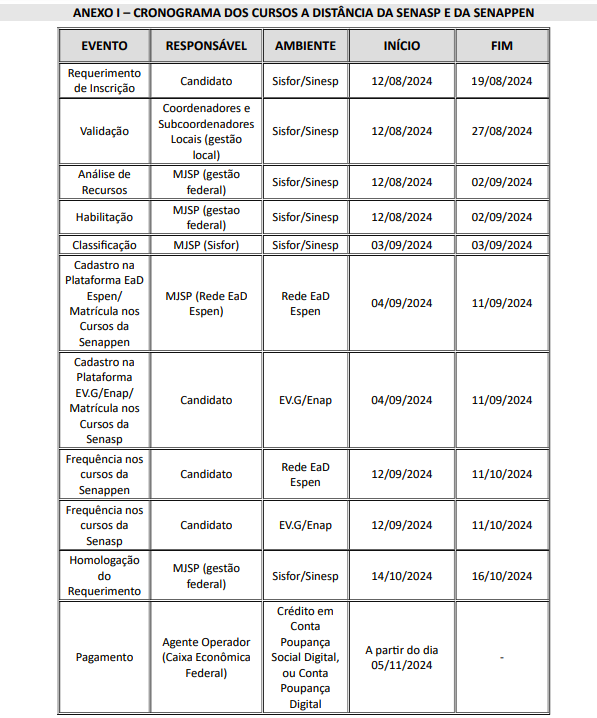 ANEXO I – CRONOGRAMA DOS CURSOS A DISTÂNCIA DA SENASP E DA SENAPPEN
EVENTO RESPONSÁVEL AMBIENTE INÍCIO FIM
Requerimento
de Inscrição
Candidato
Sisfor/Sinesp
12/08/2024
19/08/2024
Validação
Coordenadores e
Subcoordenadores
Locais (gestão
local)
Sisfor/Sinesp
12/08/2024
27/08/2024
Análise de
Recursos
MJSP (gestão
federal)
Sisfor/Sinesp
12/08/2024
02/09/2024
Habilitação
MJSP (gestao
federal)
Sisfor/Sinesp
12/08/2024
02/09/2024
Classificação
MJSP (Sisfor)
Sisfor/Sinesp
03/09/2024
03/09/2024
Cadastro na
Plataforma EaD
Espen/
Matrícula nos
Cursos da
Senappen
MJSP (Rede EaD
Espen)
Rede EaD
Espen
04/09/2024
11/09/2024
Cadastro na
Plataforma
EV.G/Enap/
Matrícula nos
Cursos da
Senasp
Candidato
EV.G/Enap
04/09/2024
11/09/2024
Frequência nos
cursos da
Senappen
Candidato
Rede EaD
Espen
12/09/2024
11/10/2024
Frequência nos
cursos da
Senasp
Candidato
EV.G/Enap
12/09/2024
11/10/2024
Homologação
do
Requerimento
MJSP (gestão
federal)
Sisfor/Sinesp
14/10/2024
16/10/2024
Pagamento
Agente Operador
(Caixa Econômica
Federal)
Crédito em
Conta
Poupança
Social Digital,
ou Conta
Poupança
Digital
A partir do dia
05/11/2024
-